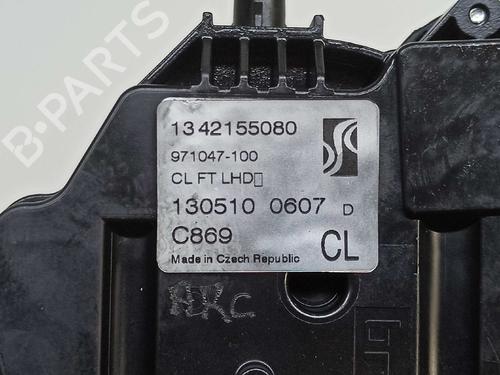 B-PARTS
1342155080
971047-100
CL FT LHD□
130510 0607 D
C869
CL
Made in Czech Republic